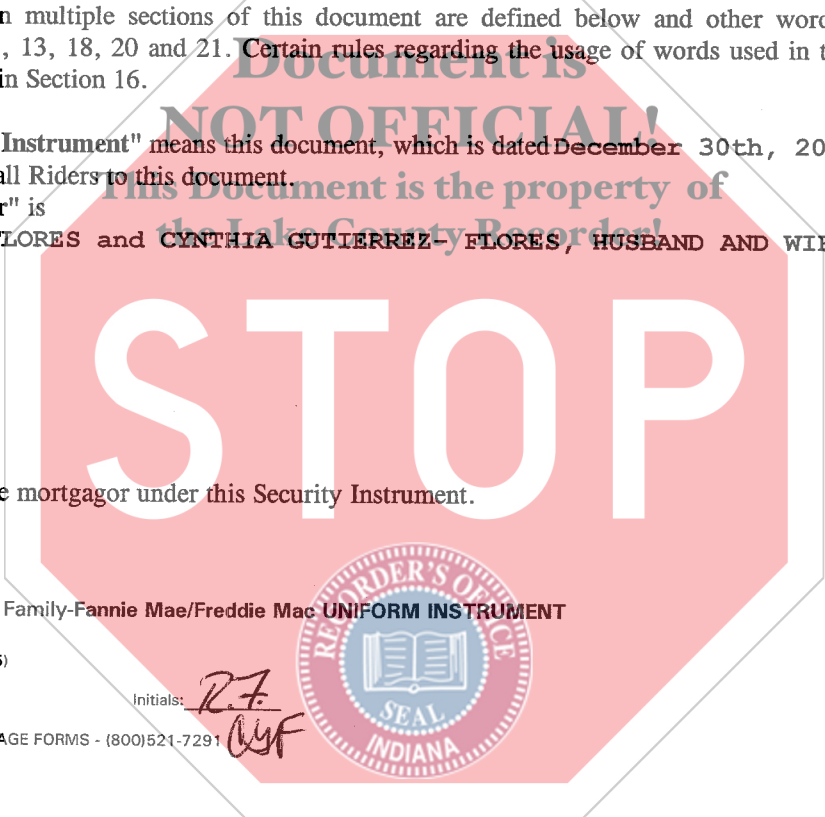 n multiple sections of this document are defined below and other word
, 13, 18, 20 and 21. Certain rules regarding the usage of words used in t
in Section 16.
Document is
NOT OFFICIAL!
Instrument" means this document, which is dated December 30th, 20
all Riders to this document.
This Document is the property of
r" is
the Lake County Recorder!
FLORES and CYNTHIA GUTIERREZ- FLORES, HUSBAND AND WIF
STOP
e mortgagor under this Security Instrument.
RECORDER'S OFFICE
Family-Fannie Mae/Freddie Mac UNIFORM INSTRUMENT
)
Initials: R.F.
SEAL
AGE FORMS - (800)521-7291
INDIANA